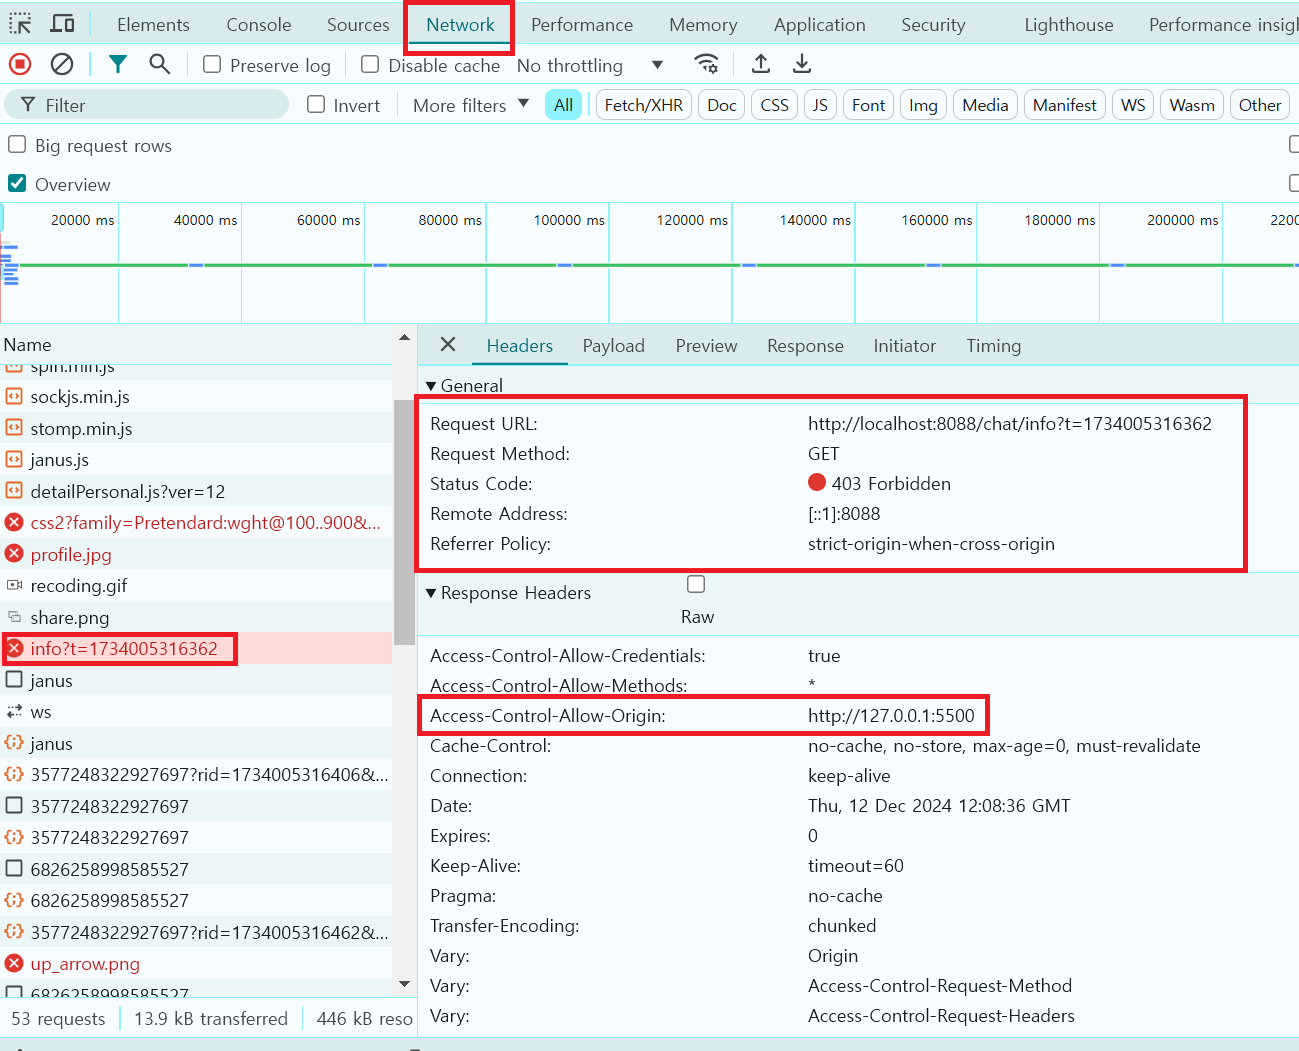 Elements Console Sources Network Performance Memory Application Security Lighthouse Performance insigh
Preserve log Disable cache No throttling
Filter Invert More filters All Fetch/XHR Doc CSS JS Font Img Media Manifest WS Wasm Other
Big request rows
Overview
20000 ms 40000 ms 60000 ms 80000 ms 100000 ms 120000 ms 140000 ms 160000 ms 180000 ms 200000 ms 2200
Name
spin.min.js
sockjs.min.js
stomp.min.js
janus.js
detailPersonal.js?ver=12
css2?family=Pretendard:wght@100..900&...
profile.jpg
recoding.gif
share.png
info?t=1734005316362
janus
ws
janus
3577248322927697?rid=1734005316406&...
3577248322927697
3577248322927697
6826258998585527
6826258998585527
3577248322927697?rid=1734005316462&...
up_arrow.png
6826258998585527
53 requests 13.9 kB transferred 446 kB reso
Headers Payload Preview Response Initiator Timing
General
Request URL: http://localhost:8088/chat/info?t=1734005316362
Request Method: GET
Status Code: 403 Forbidden
Remote Address: [::1]:8088
Referrer Policy: strict-origin-when-cross-origin
Response Headers
Raw
Access-Control-Allow-Credentials: true
Access-Control-Allow-Methods: *
Access-Control-Allow-Origin: http://127.0.0.1:5500
Cache-Control: no-cache, no-store, max-age=0, must-revalidate
Connection: keep-alive
Date: Thu, 12 Dec 2024 12:08:36 GMT
Expires: 0
Keep-Alive: timeout=60
Pragma: no-cache
Transfer-Encoding: chunked
Vary: Origin
Vary: Access-Control-Request-Method
Vary: Access-Control-Request-Headers